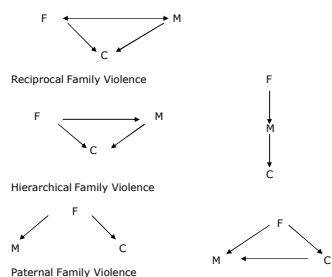 F M
C
Reciprocal Family Violence
F
F M
M
C
C
Hierarchical Family Violence
F
M C
Paternal Family Violence
F
M C